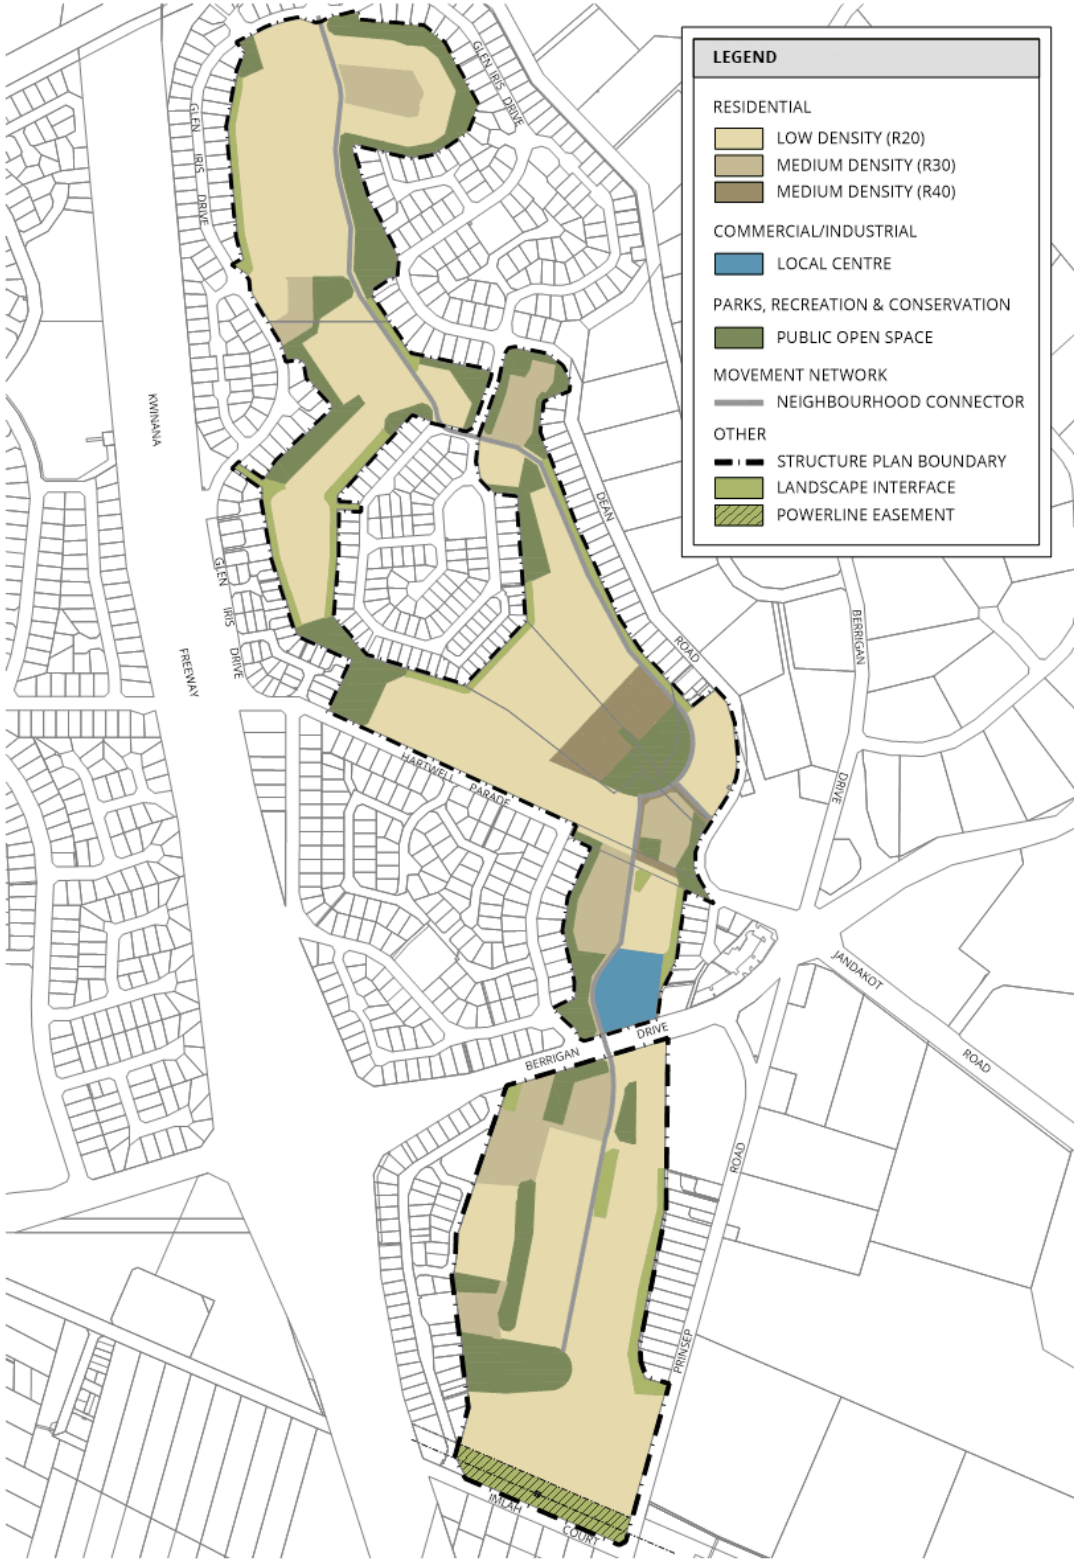 LEGEND
RESIDENTIAL
LOW DENSITY (R20)
MEDIUM DENSITY (R30)
MEDIUM DENSITY (R40)
COMMERCIAL/INDUSTRIAL
LOCAL CENTRE
PARKS, RECREATION & CONSERVATION
PUBLIC OPEN SPACE
MOVEMENT NETWORK
NEIGHBOURHOOD CONNECTOR
OTHER
STRUCTURE PLAN BOUNDARY
LANDSCAPE INTERFACE
POWERLINE EASEMENT
GLEN IRIS DRIVE
GLEN IRIS DRIVE
KWINANA
FREEWAY
DEAN
ROAD
GLEN IRIS DRIVE
BERRIGAN
DRIVE
HARTWELL PARADE
JANDAKOT
ROAD
BERRIGAN DRIVE
ROAD
PRINSEP
IMLAH
COURT